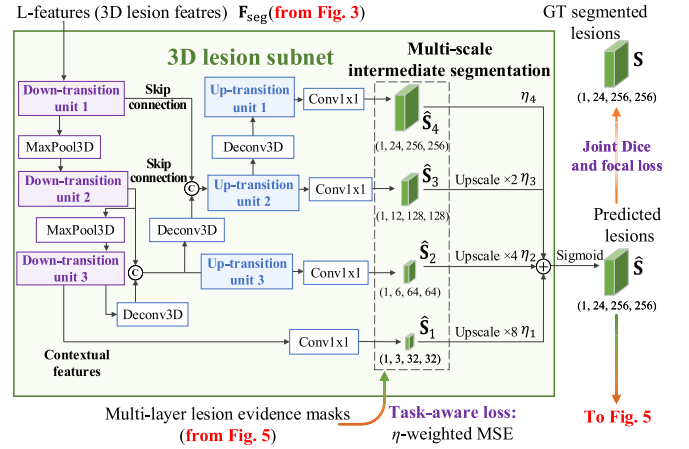 L-features (3D lesion featres) F_seg(from Fig. 3)
GT segmented
lesions
3D lesion subnet
Multi-scale
intermediate segmentation
S
(1, 24, 256, 256)
Down-transition
unit 1
Skip
connection
Up-transition
unit 1
Conv1x1
Ŝ4
(1, 24, 256, 256)
η4
MaxPool3D
Deconv3D
Joint Dice
and focal loss
Down-transition
unit 2
Skip
connection
C
Up-transition
unit 2
Conv1x1
Ŝ3
(1, 12, 128, 128)
Upscale ×2 η3
MaxPool3D
Deconv3D
Predicted
lesions
Down-transition
unit 3
C
Up-transition
unit 3
Conv1x1
Ŝ2
(1, 6, 64, 64)
Upscale ×4 η2
Sigmoid
Ŝ
(1, 24, 256, 256)
Deconv3D
Contextual
features
Conv1x1
Ŝ1
(1, 3, 32, 32)
Upscale ×8 η1
Multi-layer lesion evidence masks
(from Fig. 5)
Task-aware loss:
η-weighted MSE
To Fig. 5